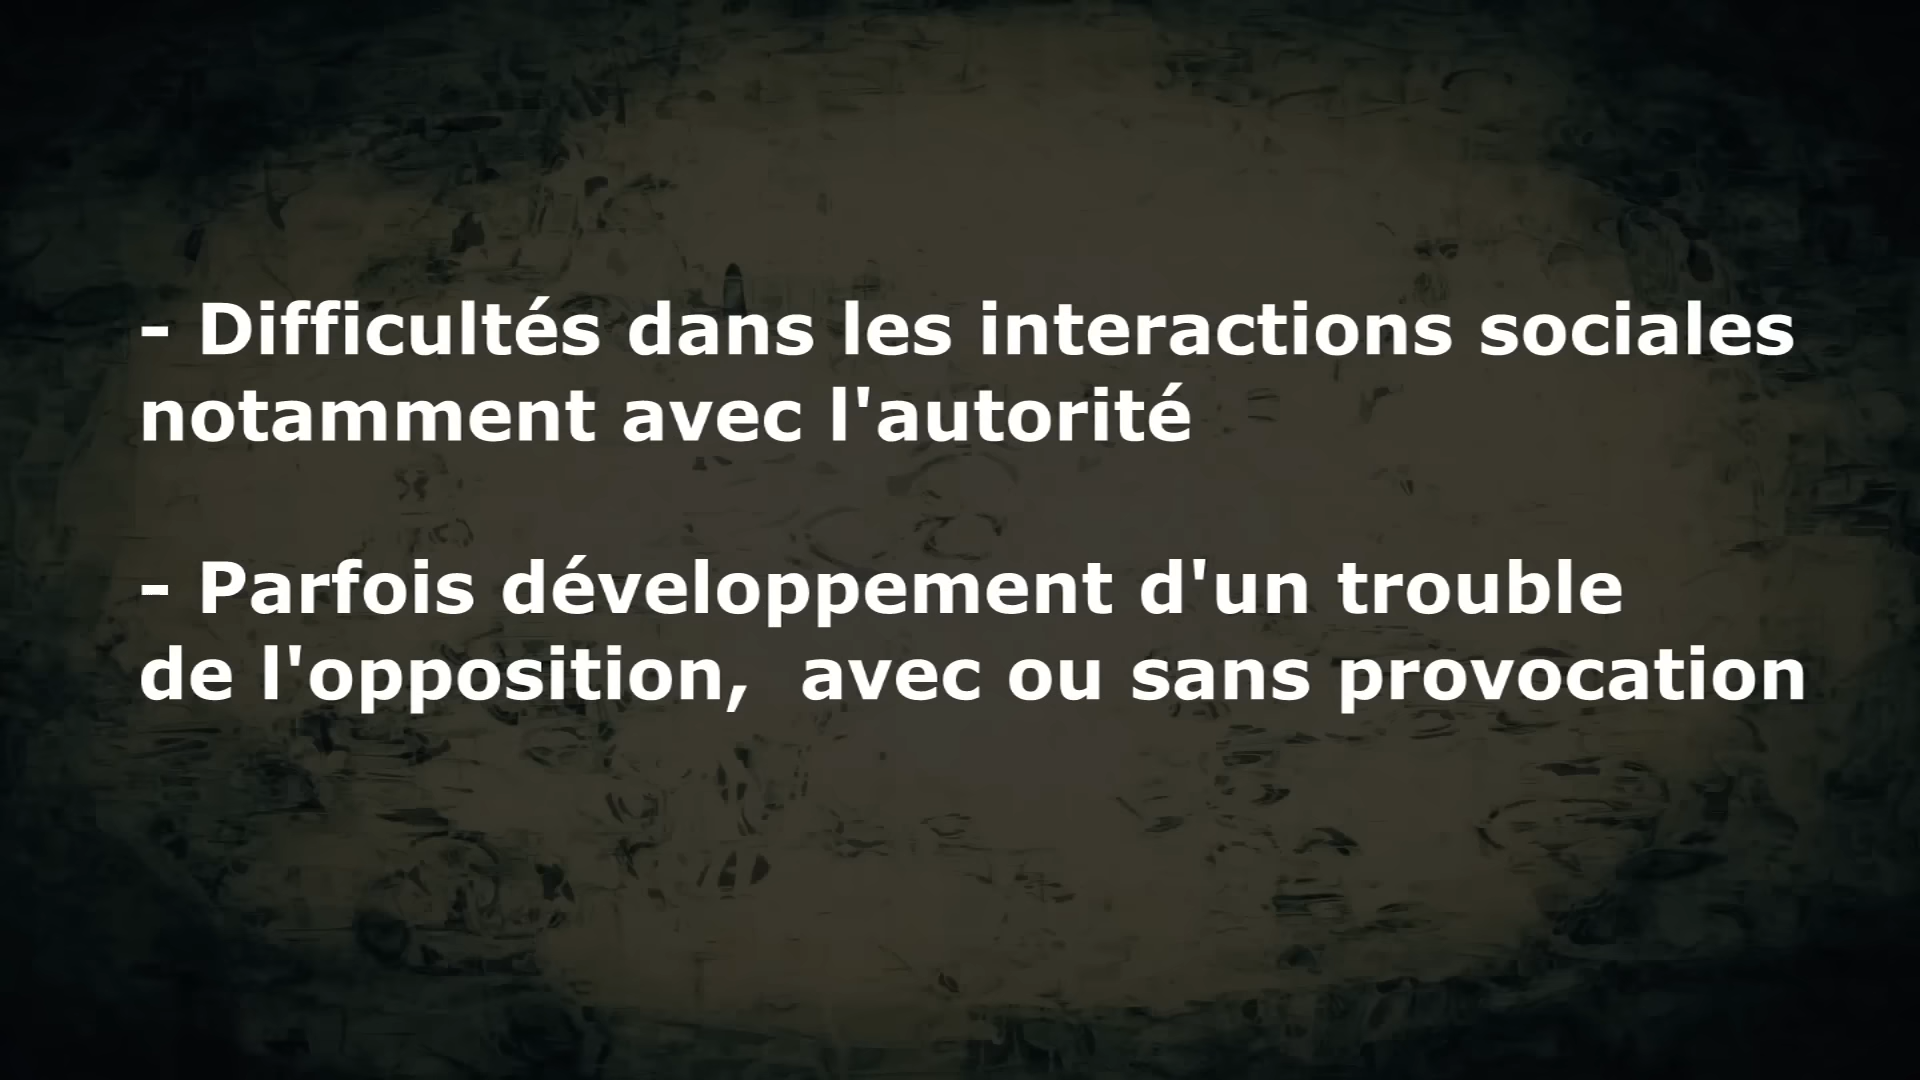 - Difficultés dans les interactions sociales
notamment avec l'autorité
- Parfois développement d'un trouble
de l'opposition,  avec ou sans provocation